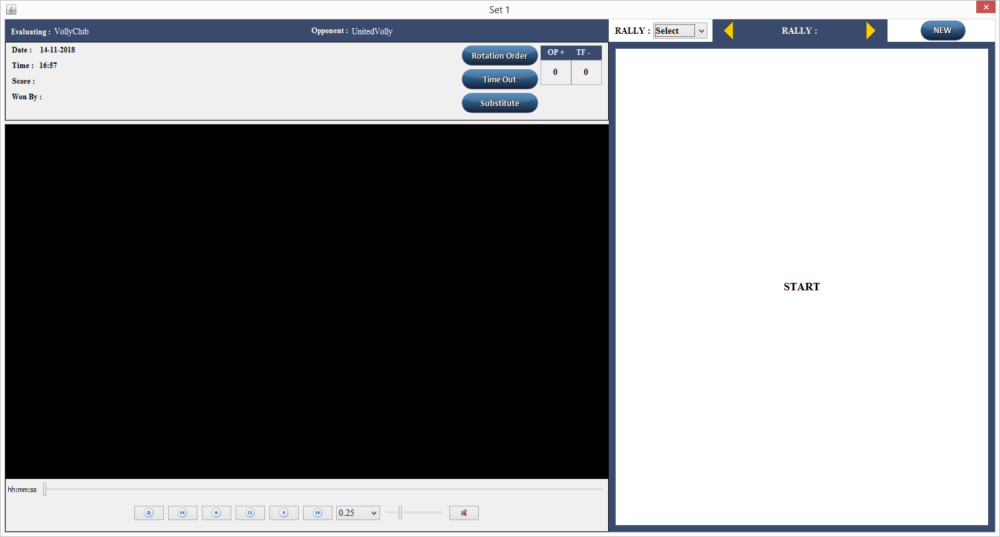 Set 1
Evaluating : VollyClub
Opponent : UnitedVolly
RALLY : Select
RALLY :
NEW
Date : 14-11-2018
Time : 16:57
Score :
Won By :
Rotation Order
Time Out
Substitute
OP + TF -
0 0
START
hh:mm:ss
0.25